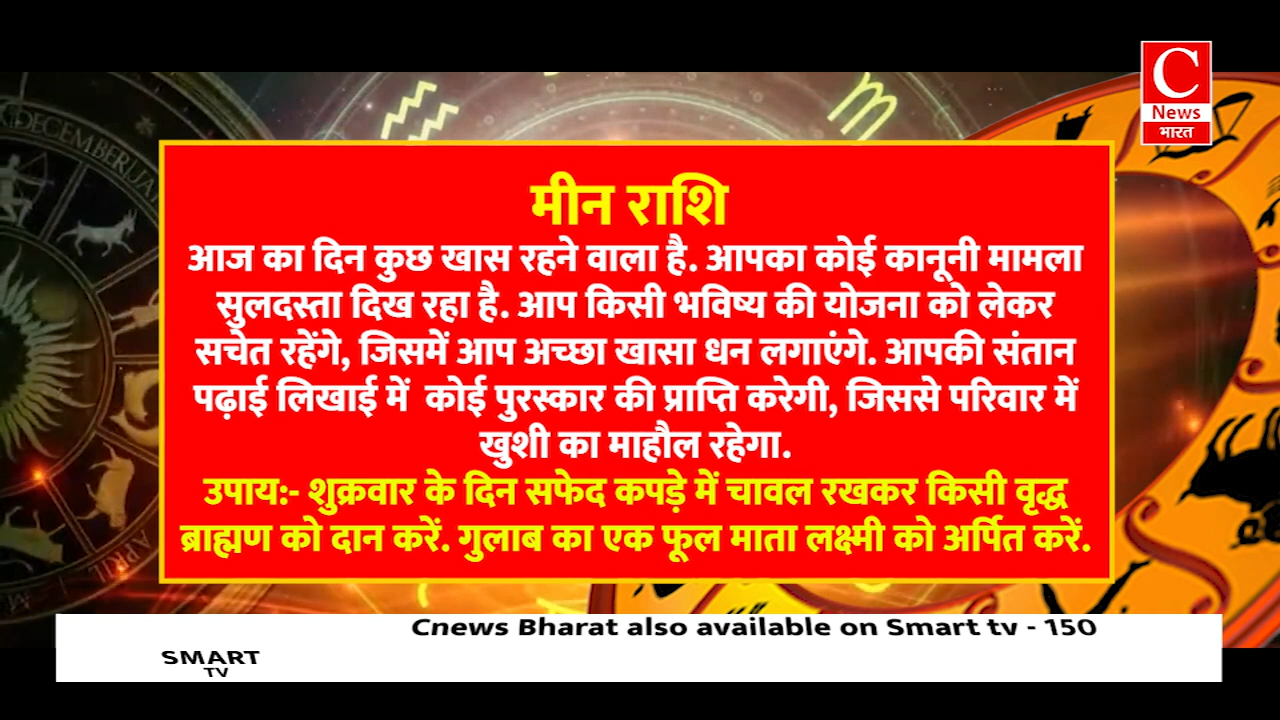 DECEMBER
C
News
भारत
मीन राशि
आज का दिन कुछ खास रहने वाला है. आपका कोई कानूनी मामला
सुलदस्ता दिख रहा है. आप किसी भविष्य की योजना को लेकर
सचेत रहेंगे, जिसमें आप अच्छा खासा धन लगाएंगे. आपकी संतान
पढ़ाई लिखाई में कोई पुरस्कार की प्राप्ति करेगी, जिससे परिवार में
खुशी का माहौल रहेगा.
उपाय:- शुक्रवार के दिन सफेद कपड़े में चावल रखकर किसी वृद्ध
ब्राह्मण को दान करें. गुलाब का एक फूल माता लक्ष्मी को अर्पित करें.
APRIL
Cnews Bharat also available on Smart tv - 150
SMART
TV